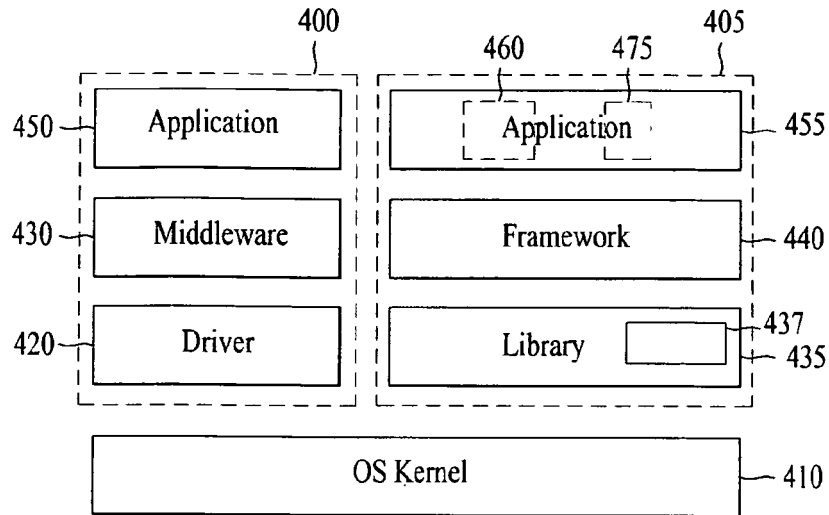 400
405
460
475
450
Application
Application
455
430
Middleware
Framework
440
420
Driver
Library
437
435
OS Kernel
410